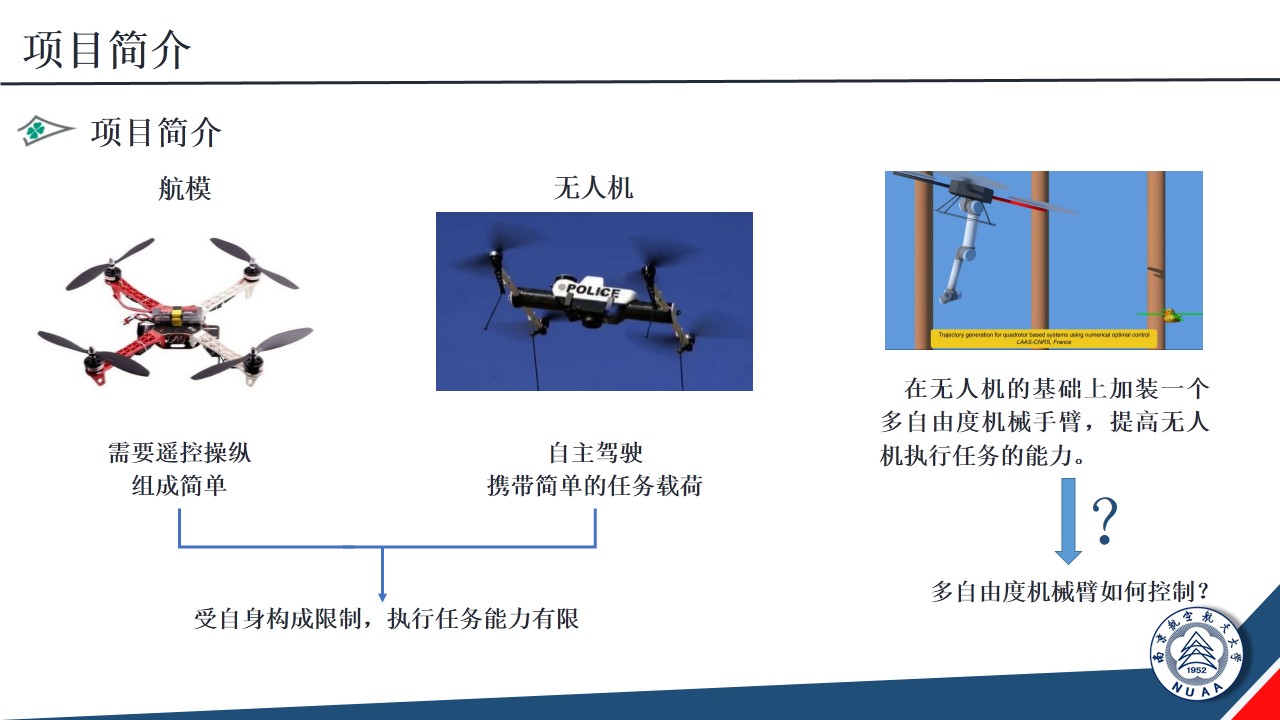 项目简介
项目简介
航模
无人机
POLICE
Trajectory generation for quadrotor based systems using numerical optimal control
LAAS-CNRS, France
需要遥控操纵
组成简单
自主驾驶
携带简单的任务载荷
受自身构成限制，执行任务能力有限
在无人机的基础上加装一个
多自由度机械手臂，提高无人
机执行任务的能力。
？
多自由度机械臂如何控制？
南京航空航天大学
1952
NUAA